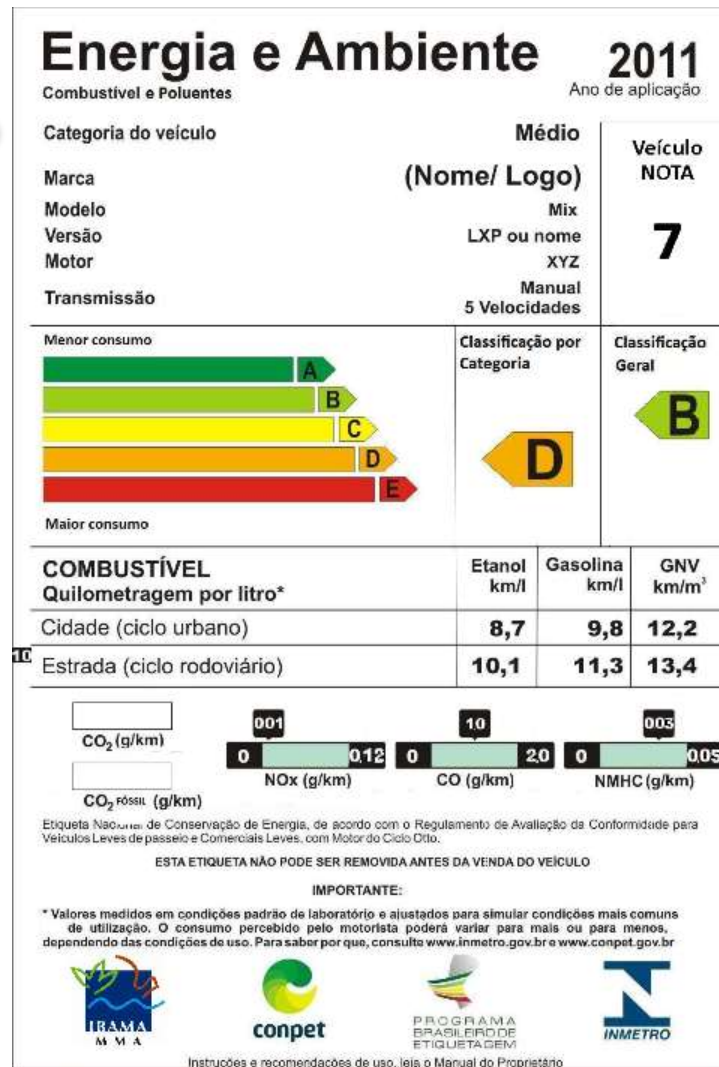 Energia e Ambiente
2011
Combustível e Poluentes
Ano de aplicação
Categoria do veículo Médio
Veículo
NOTA
7
Marca (Nome/ Logo)
Modelo Mix
Versão LXP ou nome
Motor XYZ
Transmissão Manual
5 Velocidades
Menor consumo
A
B
C
D
E
Maior consumo
Classificação por
Categoria
D
Classificação
Geral
B
COMBUSTÍVEL
Quilometragem por litro*
Etanol
km/l
Gasolina
km/l
GNV
km/m³
Cidade (ciclo urbano) 8,7 9,8 12,2
10
Estrada (ciclo rodoviário) 10,1 11,3 13,4
CO₂ (g/km)
CO₂ FÓSSIL (g/km)
001
0 0,12
NOx (g/km)
1,0
0 2,0
CO (g/km)
003
0 0,05
NMHC (g/km)
Etiqueta Nacional de Conservação de Energia, de acordo com o Regulamento de Avaliação da Conformidade para
Veículos Leves de passeio e Comerciais Leves, com Motor do Ciclo Otto.
ESTA ETIQUETA NÃO PODE SER REMOVIDA ANTES DA VENDA DO VEÍCULO
IMPORTANTE:
* Valores medidos em condições padrão de laboratório e ajustados para simular condições mais comuns
de utilização. O consumo percebido pelo motorista poderá variar para mais ou para menos,
dependendo das condições de uso. Para saber por que, consulte www.inmetro.gov.br e www.conpet.gov.br
IBAMA
M M A
conpet
PROGRAMA
BRASILEIRO DE
ETIQUETAGEM
INMETRO
Instruções e recomendações de uso, leia o Manual do Proprietário